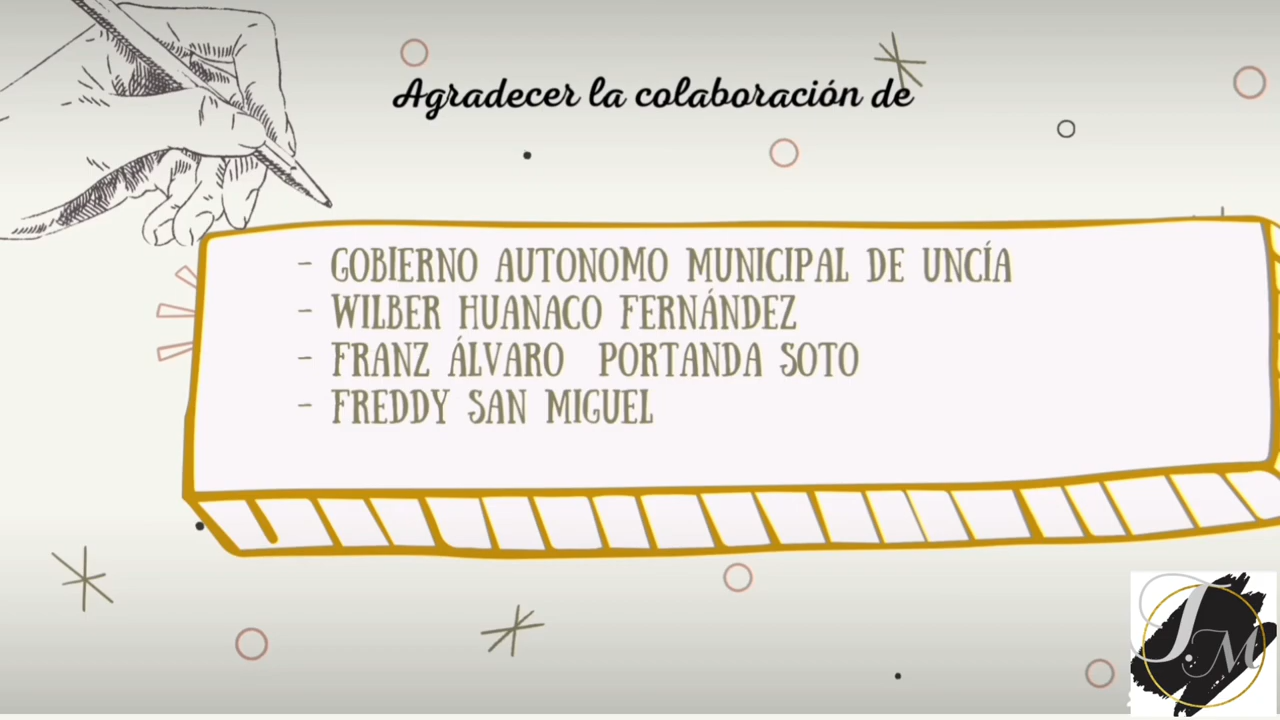 Agradecer la colaboración de
- GOBIERNO AUTONOMO MUNICIPAL DE UNCÍA
- WILBER HUANACO FERNÁNDEZ
- FRANZ ÁLVARO PORTANDA SOTO
- FREDDY SAN MIGUEL
J.M